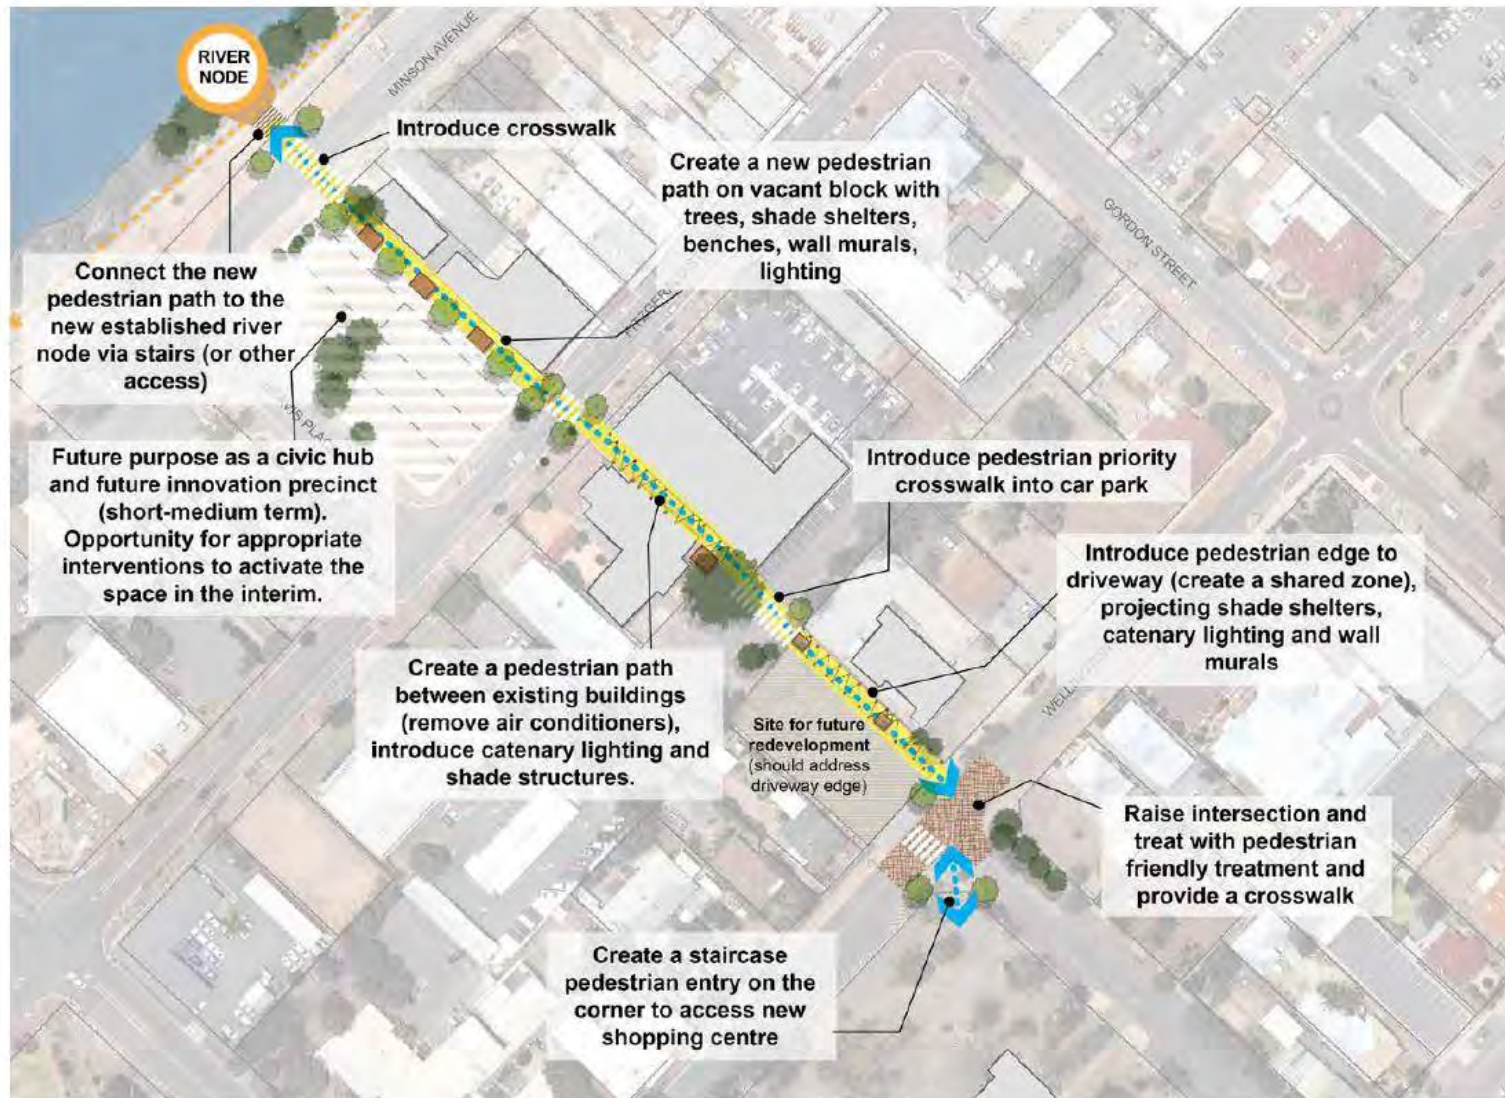 RIVER
NODE
MINSON AVENUE
Introduce crosswalk
Create a new pedestrian
path on vacant block with
trees, shade shelters,
benches, wall murals,
lighting
GORDON STREET
Connect the new
pedestrian path to the
new established river
node via stairs (or other
access)
Future purpose as a civic hub
and future innovation precinct
(short-medium term).
Opportunity for appropriate
interventions to activate the
space in the interim.
Introduce pedestrian priority
crosswalk into car park
Introduce pedestrian edge to
driveway (create a shared zone),
projecting shade shelters,
catenary lighting and wall
murals
Create a pedestrian path
between existing buildings
(remove air conditioners),
introduce catenary lighting and
shade structures.
Site for future
redevelopment
(should address
driveway edge)
Raise intersection and
treat with pedestrian
friendly treatment and
provide a crosswalk
Create a staircase
pedestrian entry on the
corner to access new
shopping centre